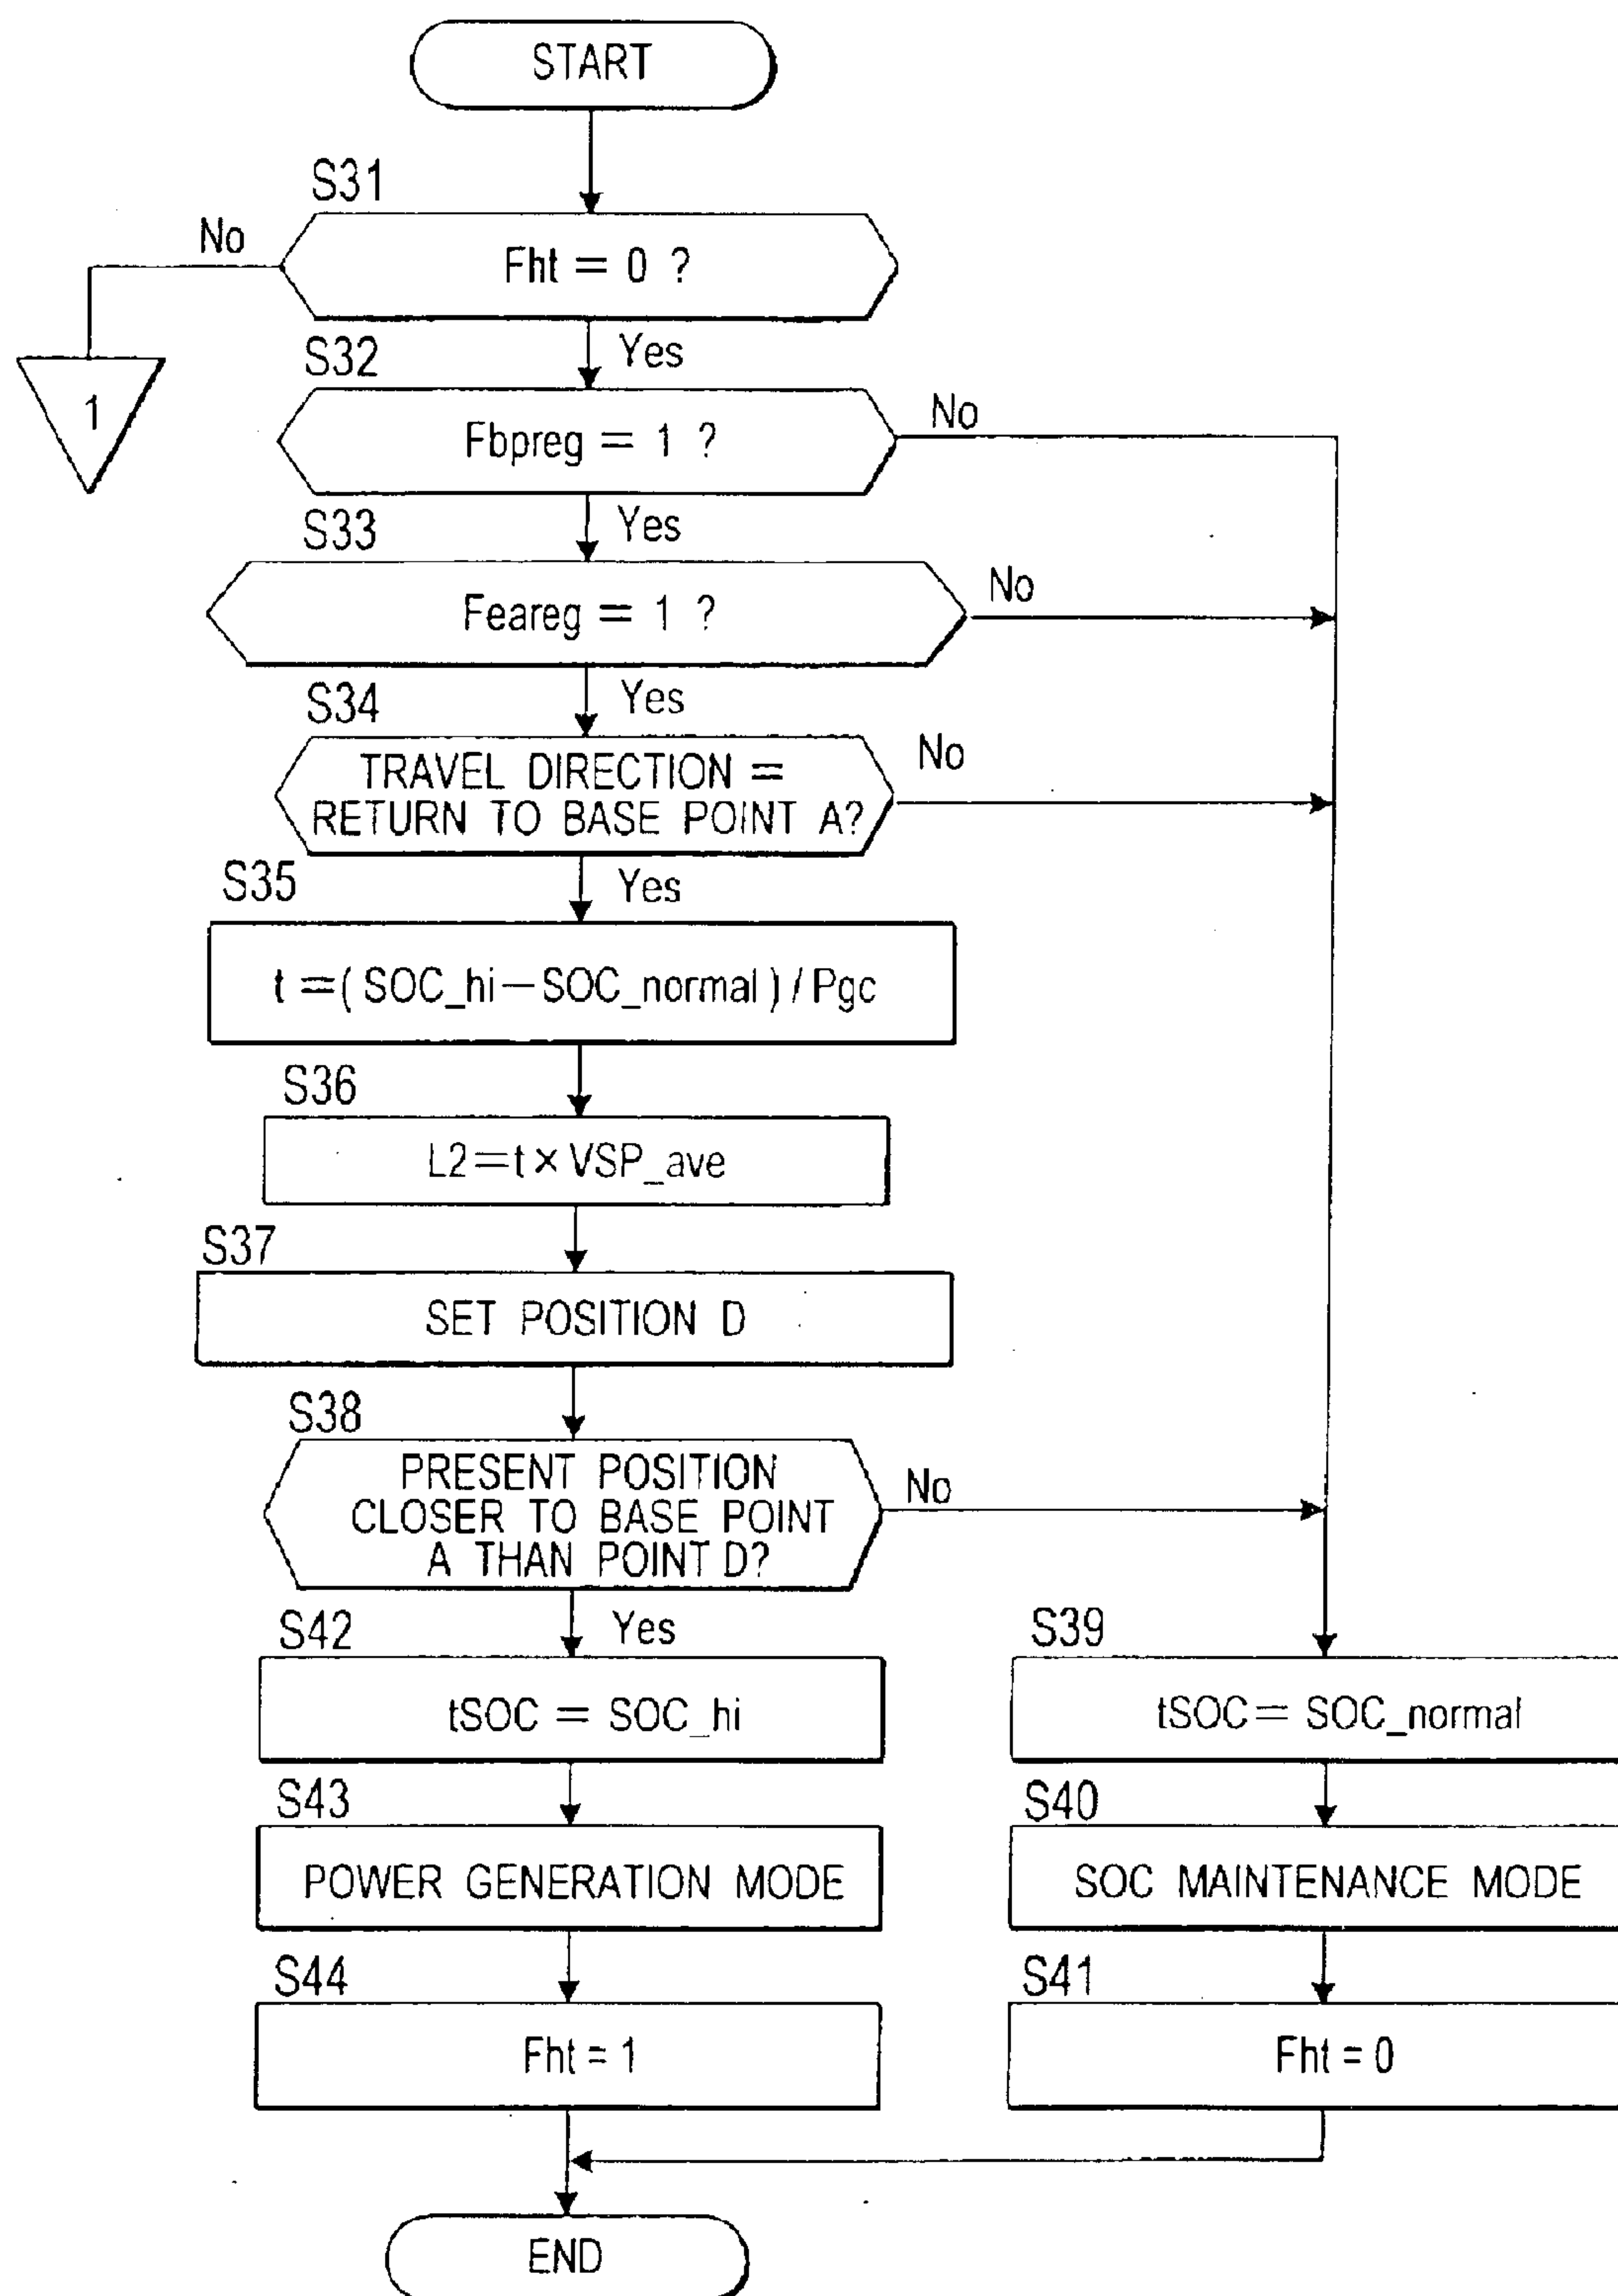 START
S31
No
Fht = 0 ?
Yes
1
S32
Fbpreg = 1 ?
No
Yes
S33
Feareg = 1 ?
No
Yes
S34
TRAVEL DIRECTION =
RETURN TO BASE POINT A?
No
Yes
S35
t =( SOC_hi−SOC_normal ) / Pgc
S36
L2=t × VSP_ave
S37
SET POSITION D
S38
PRESENT POSITION
CLOSER TO BASE POINT
A THAN POINT D?
No
Yes
S42
tSOC = SOC_hi
S39
tSOC = SOC_normal
S43
POWER GENERATION MODE
S40
SOC MAINTENANCE MODE
S44
Fht = 1
S41
Fht = 0
END